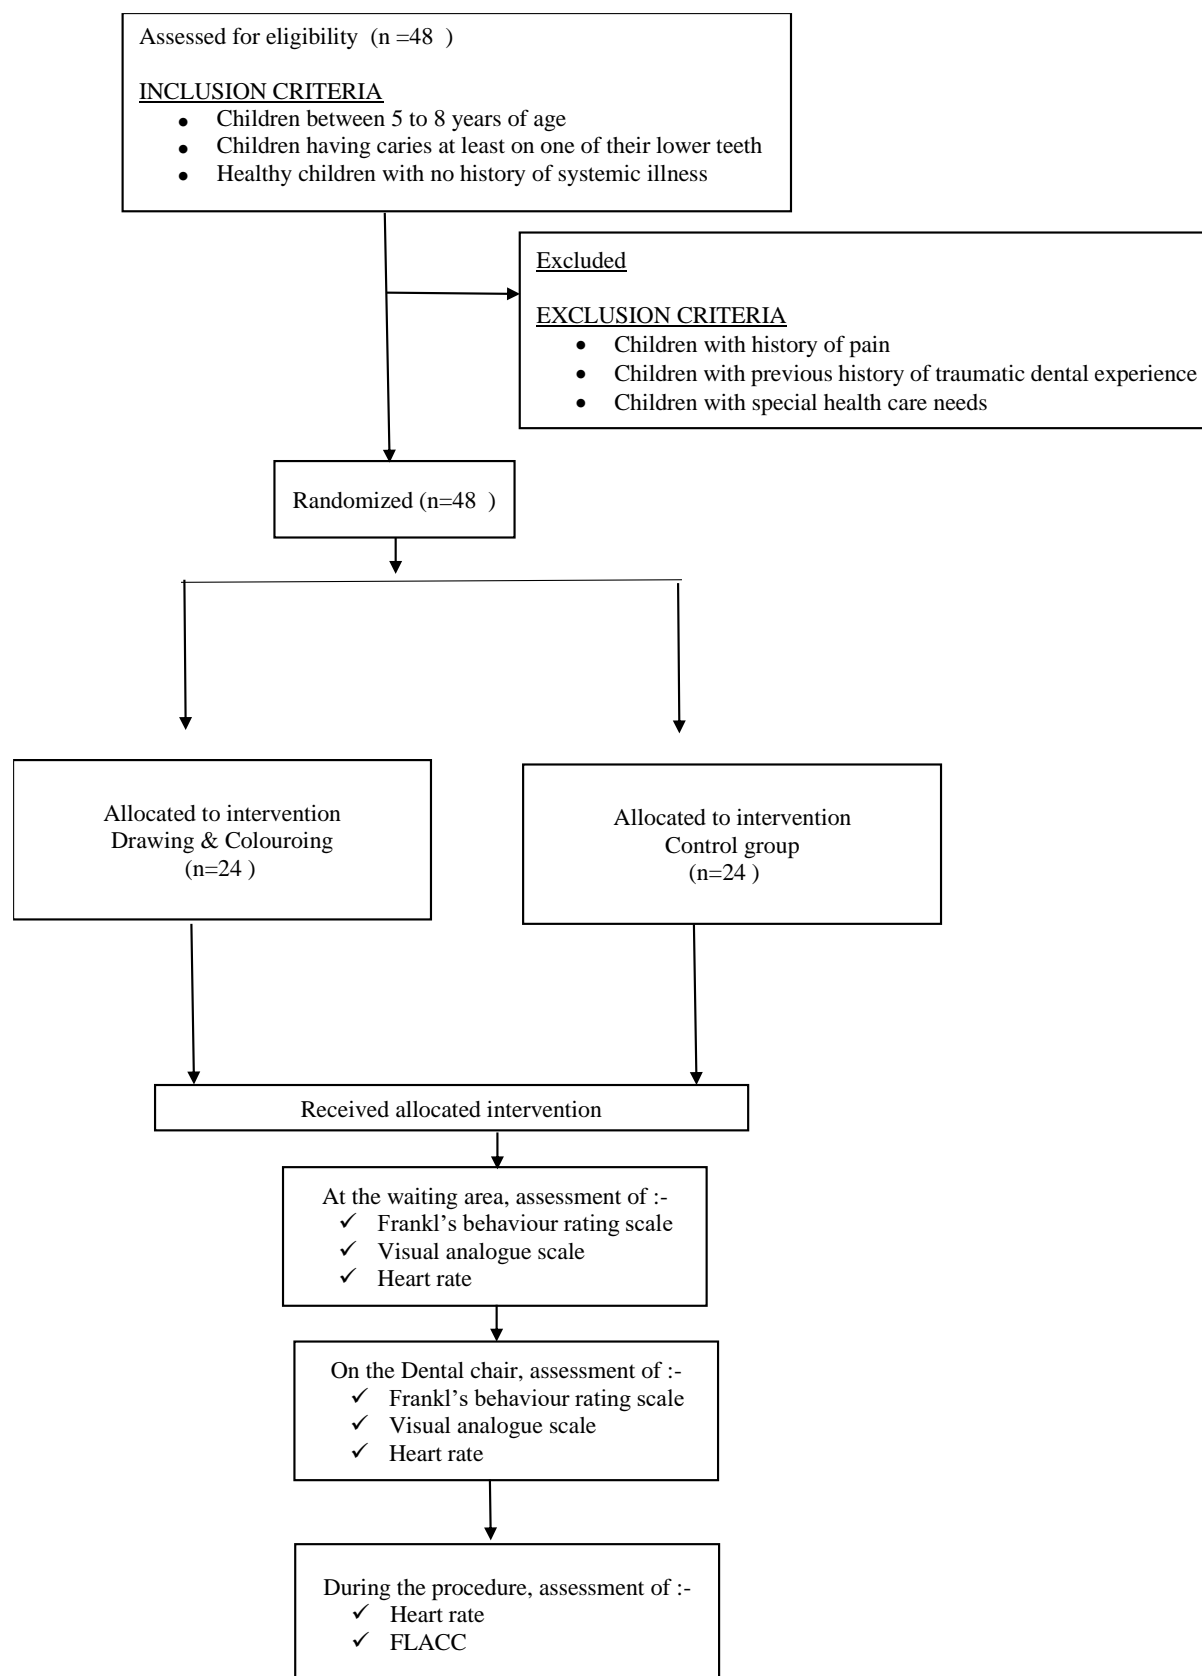 Assessed for eligibility (n =48 )
INCLUSION CRITERIA
● Children between 5 to 8 years of age
● Children having caries at least on one of their lower teeth
● Healthy children with no history of systemic illness
Excluded
EXCLUSION CRITERIA
● Children with history of pain
● Children with previous history of traumatic dental experience
● Children with special health care needs
Randomized (n=48 )
Allocated to intervention
Drawing & Colouroing
(n=24 )
Allocated to intervention
Control group
(n=24 )
Received allocated intervention
At the waiting area, assessment of :-
✓ Frankl’s behaviour rating scale
✓ Visual analogue scale
✓ Heart rate
On the Dental chair, assessment of :-
✓ Frankl’s behaviour rating scale
✓ Visual analogue scale
✓ Heart rate
During the procedure, assessment of :-
✓ Heart rate
✓ FLACC